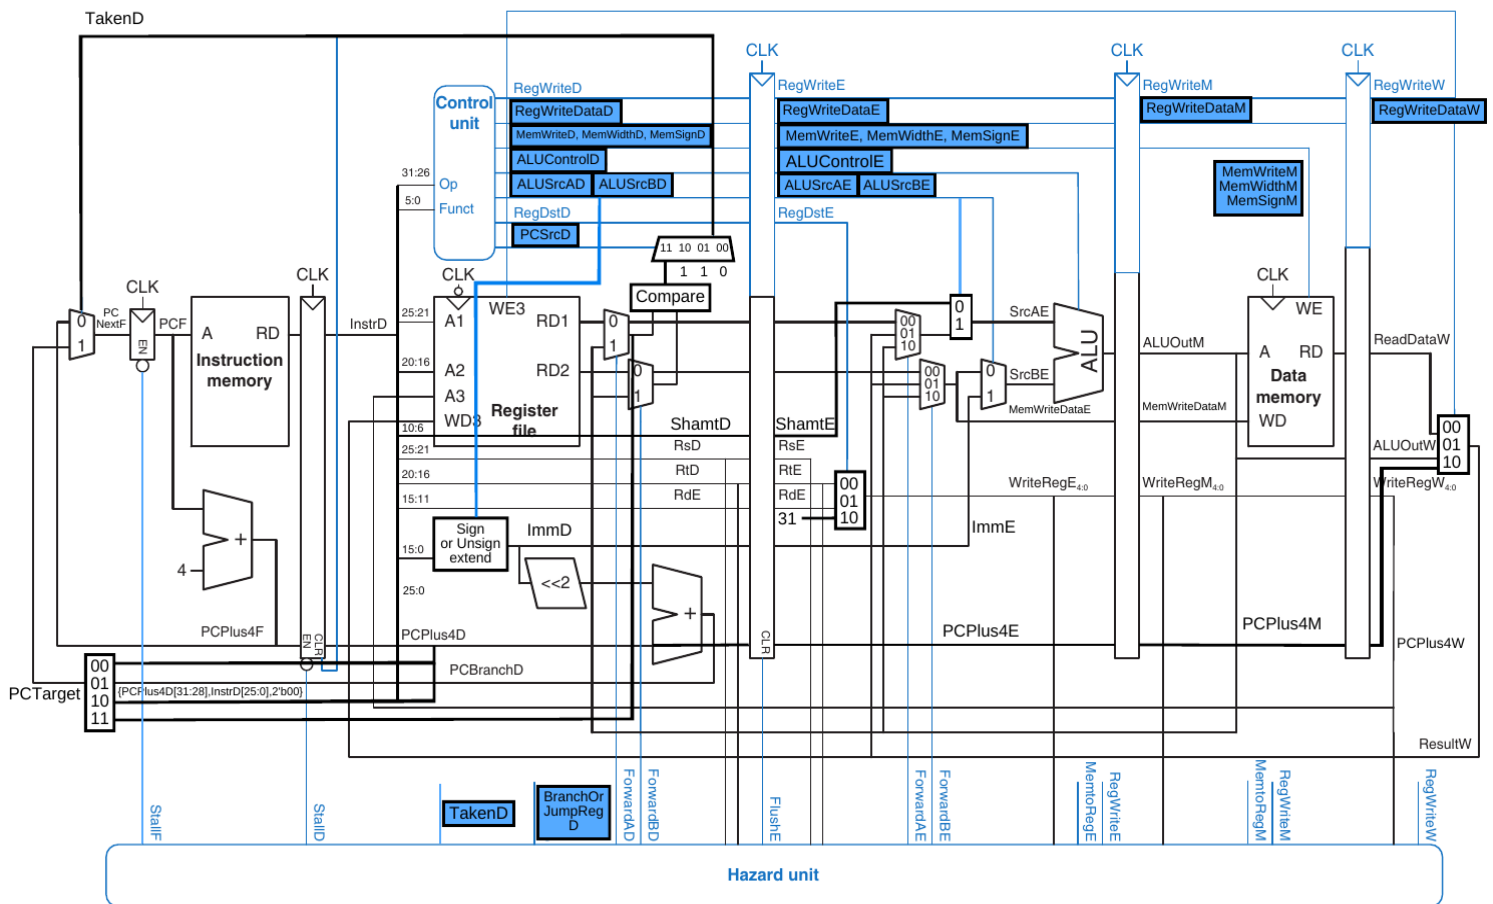 TakenD
CLK
CLK
CLK
RegWriteD
RegWriteE
RegWriteM
RegWriteW
Control
unit
RegWriteDataD
RegWriteDataE
RegWriteDataM
RegWriteDataW
MemWriteD, MemWidthD, MemSignD
MemWriteE, MemWidthE, MemSignE
ALUControlD
ALUControlE
31:26
Op
ALUSrcAD
ALUSrcBD
ALUSrcAE
ALUSrcBE
MemWriteM
MemWidthM
MemSignM
5:0
Funct
RegDstD
RegDstE
PCSrcD
11 10 01 00
1 1 0
CLK
CLK
CLK
CLK
Compare
PC
NextF
PCF
0
1
EN
A
RD
Instruction
memory
InstrD
25:21
A1
WE3
RD1
0
1
00
01
10
0
1
SrcAE
ALU
ALUOutM
WE
A
RD
Data
memory
WD
ReadDataW
20:16
A2
RD2
0
1
00
01
10
0
1
SrcBE
A3
WD3
Register
file
MemWriteDataE
MemWriteDataM
10:6
ShamtD
ShamtE
00
01
10
ALUOutW
25:21
RsD
RsE
20:16
RtD
RtE
00
01
10
WriteRegE4:0
WriteRegM4:0
WriteRegW4:0
15:11
RdE
RdE
31
Sign
or Unsign
extend
ImmD
ImmE
15:0
+
4
<<2
25:0
+
PCPlus4F
EN
CLR
PCPlus4D
CLR
PCPlus4E
PCPlus4M
PCPlus4W
00
01
10
11
PCTarget
PCBranchD
{PCPlus4D[31:28],InstrD[25:0],2'b00}
ResultW
StallF
StallD
TakenD
BranchOr
JumpReg
D
ForwardAD
ForwardBD
FlushE
ForwardAE
ForwardBE
MemtoRegE
RegWriteE
MemtoRegM
RegWriteM
RegWriteW
Hazard unit